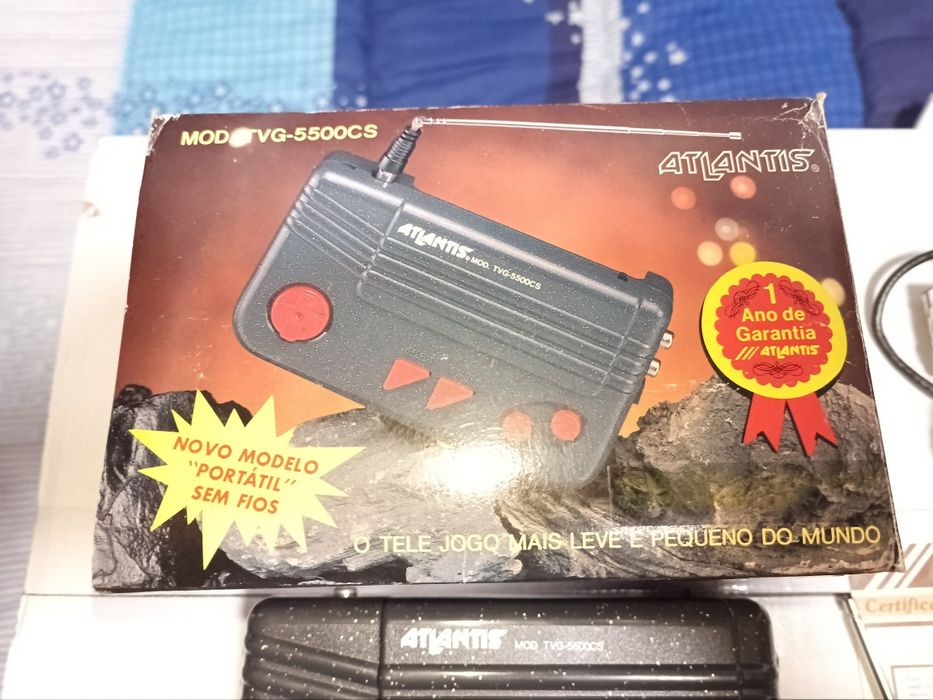 MOD. TVG-5500CS
ATLANTIS®
ATLANTIS® MOD. TVG-5500CS
1
Ano de
Garantia
ATLANTIS
NOVO MODELO
"PORTÁTIL"
SEM FIOS
O TELE JOGO MAIS LEVE E PEQUENO DO MUNDO
ATLANTIS MOD TVG-5500CS
Certific